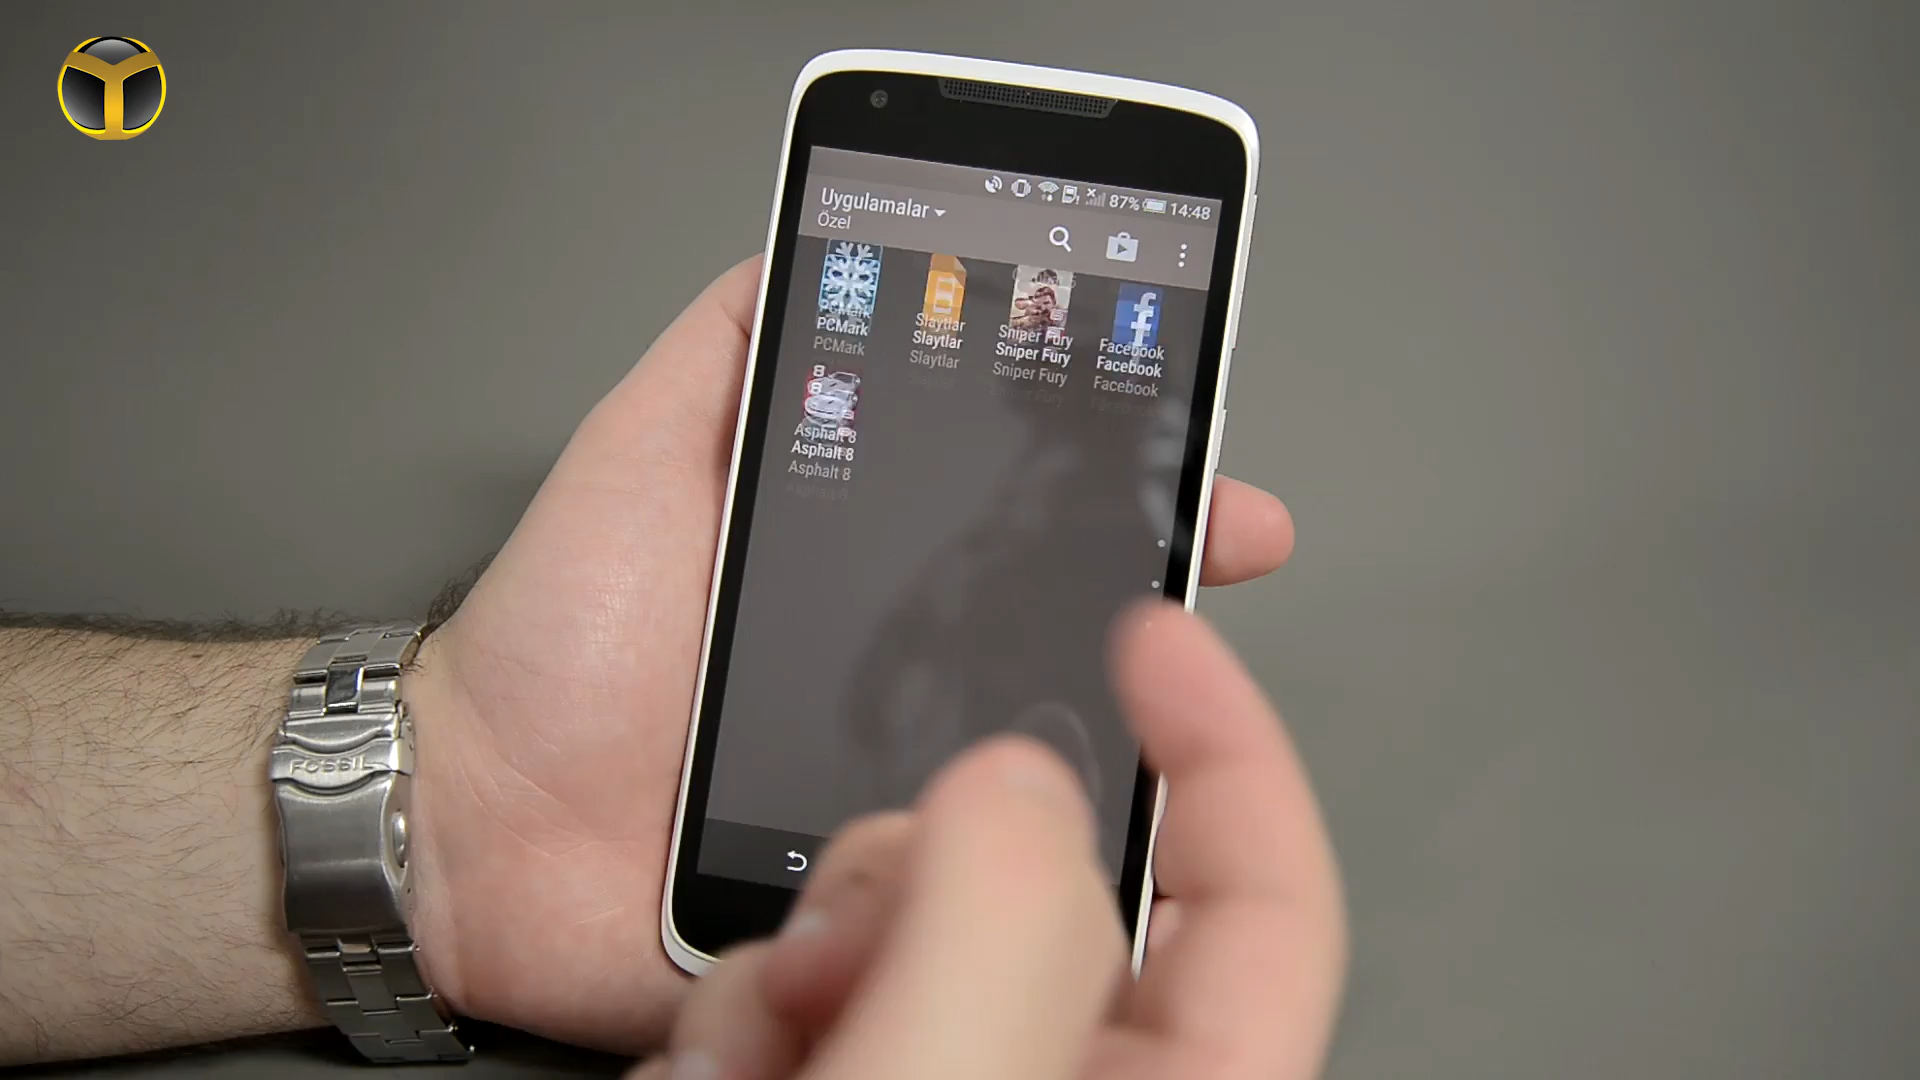 87% 14:48
Uygulamalar
Özel
PCMark
PCMark
PCMark
Slaytlar
Slaytlar
Slaytlar
Sniper Fury
Sniper Fury
Sniper Fury
Facebook
Facebook
Facebook
Asphalt 8
Asphalt 8
Asphalt 8
FOSSIL